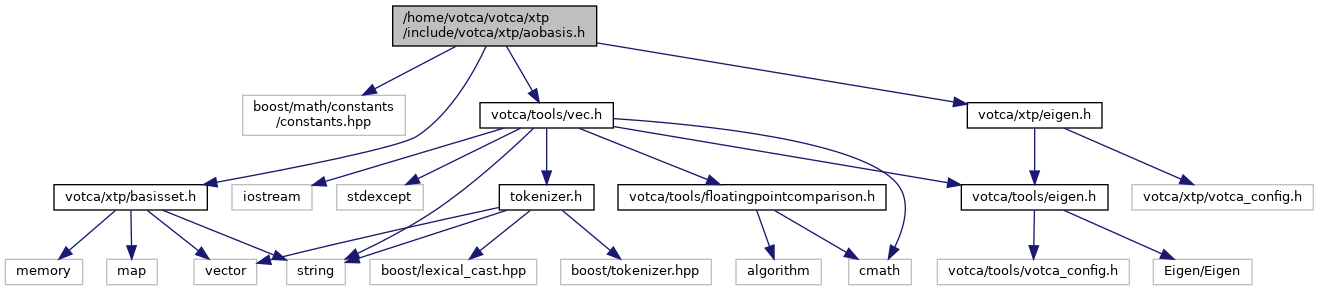 /home/votca/votca/xtp
/include/votca/xtp/aobasis.h
boost/math/constants
/constants.hpp
votca/tools/vec.h
votca/xtp/eigen.h
votca/xtp/basisset.h
iostream
stdexcept
tokenizer.h
votca/tools/floatingpointcomparison.h
votca/tools/eigen.h
votca/xtp/votca_config.h
memory
map
vector
string
boost/lexical_cast.hpp
boost/tokenizer.hpp
algorithm
cmath
votca/tools/votca_config.h
Eigen/Eigen